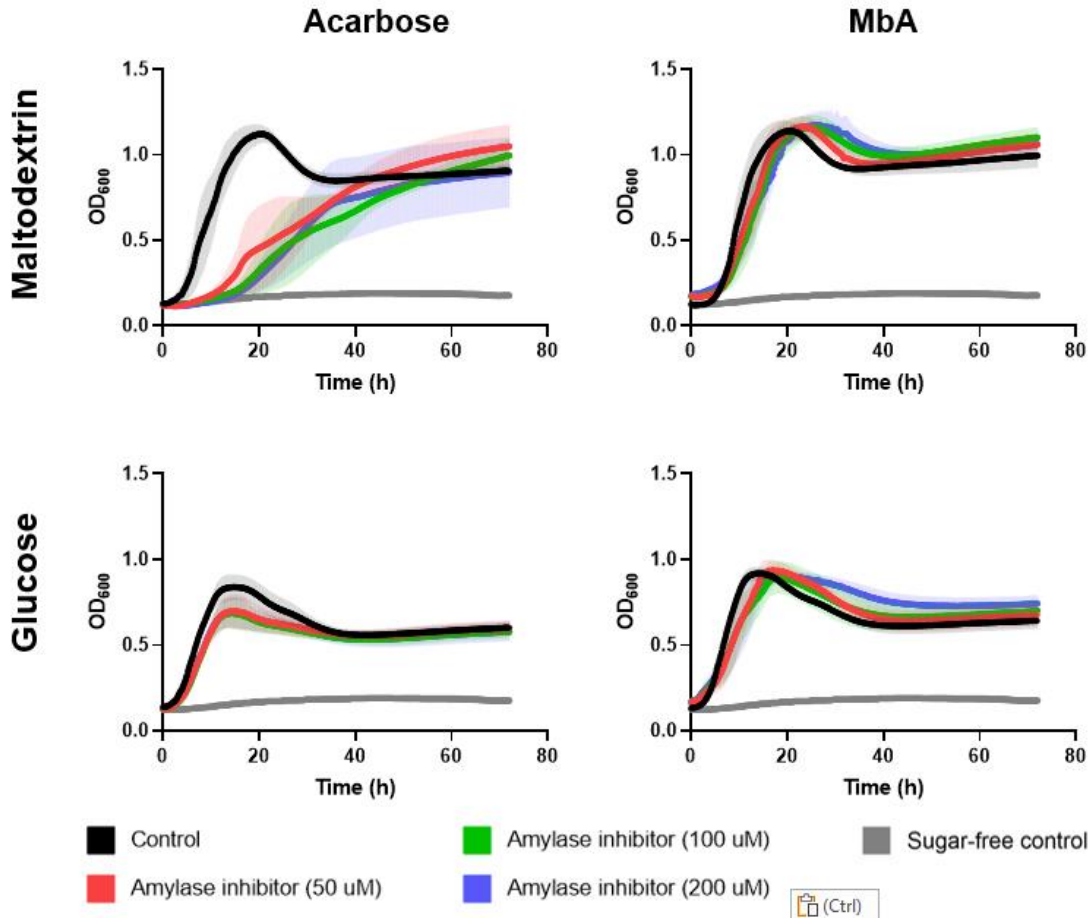 Acarbose
MbA
Maltodextrin
OD600
1.5
1.0
0.5
0.0
0 20 40 60 80
Time (h)
OD600
1.5
1.0
0.5
0.0
0 20 40 60 80
Time (h)
Glucose
OD600
1.5
1.0
0.5
0.0
0 20 40 60 80
Time (h)
OD600
1.5
1.0
0.5
0.0
0 20 40 60 80
Time (h)
Control
Amylase inhibitor (100 uM)
Sugar-free control
Amylase inhibitor (50 uM)
Amylase inhibitor (200 uM)
(Ctrl)